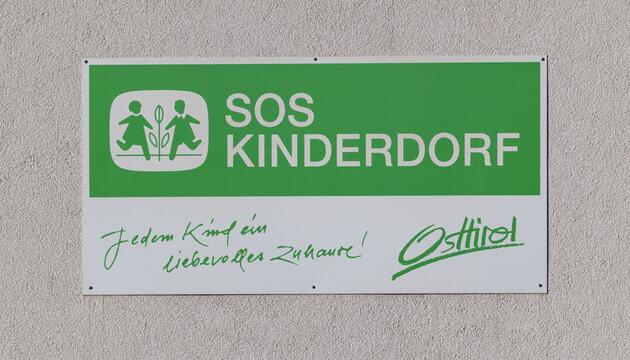 SOS
KINDERDORF
Jedem Kind ein
liebevolles Zuhause!
Osttirol